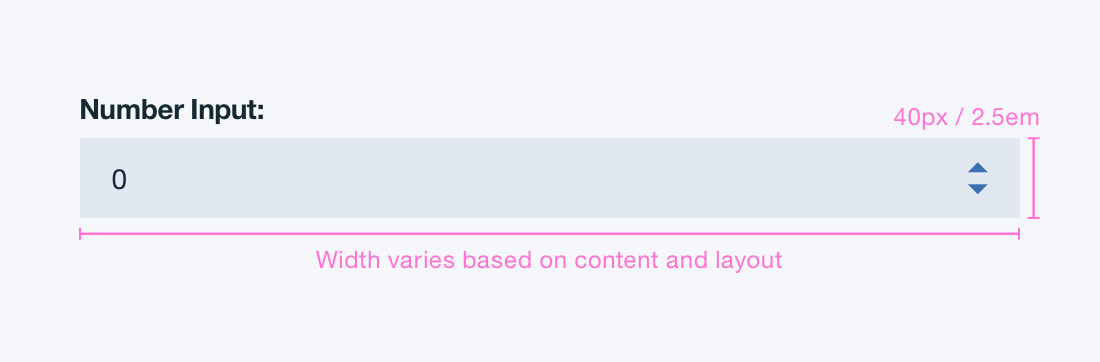 Number Input:
40px / 2.5em
0
Width varies based on content and layout